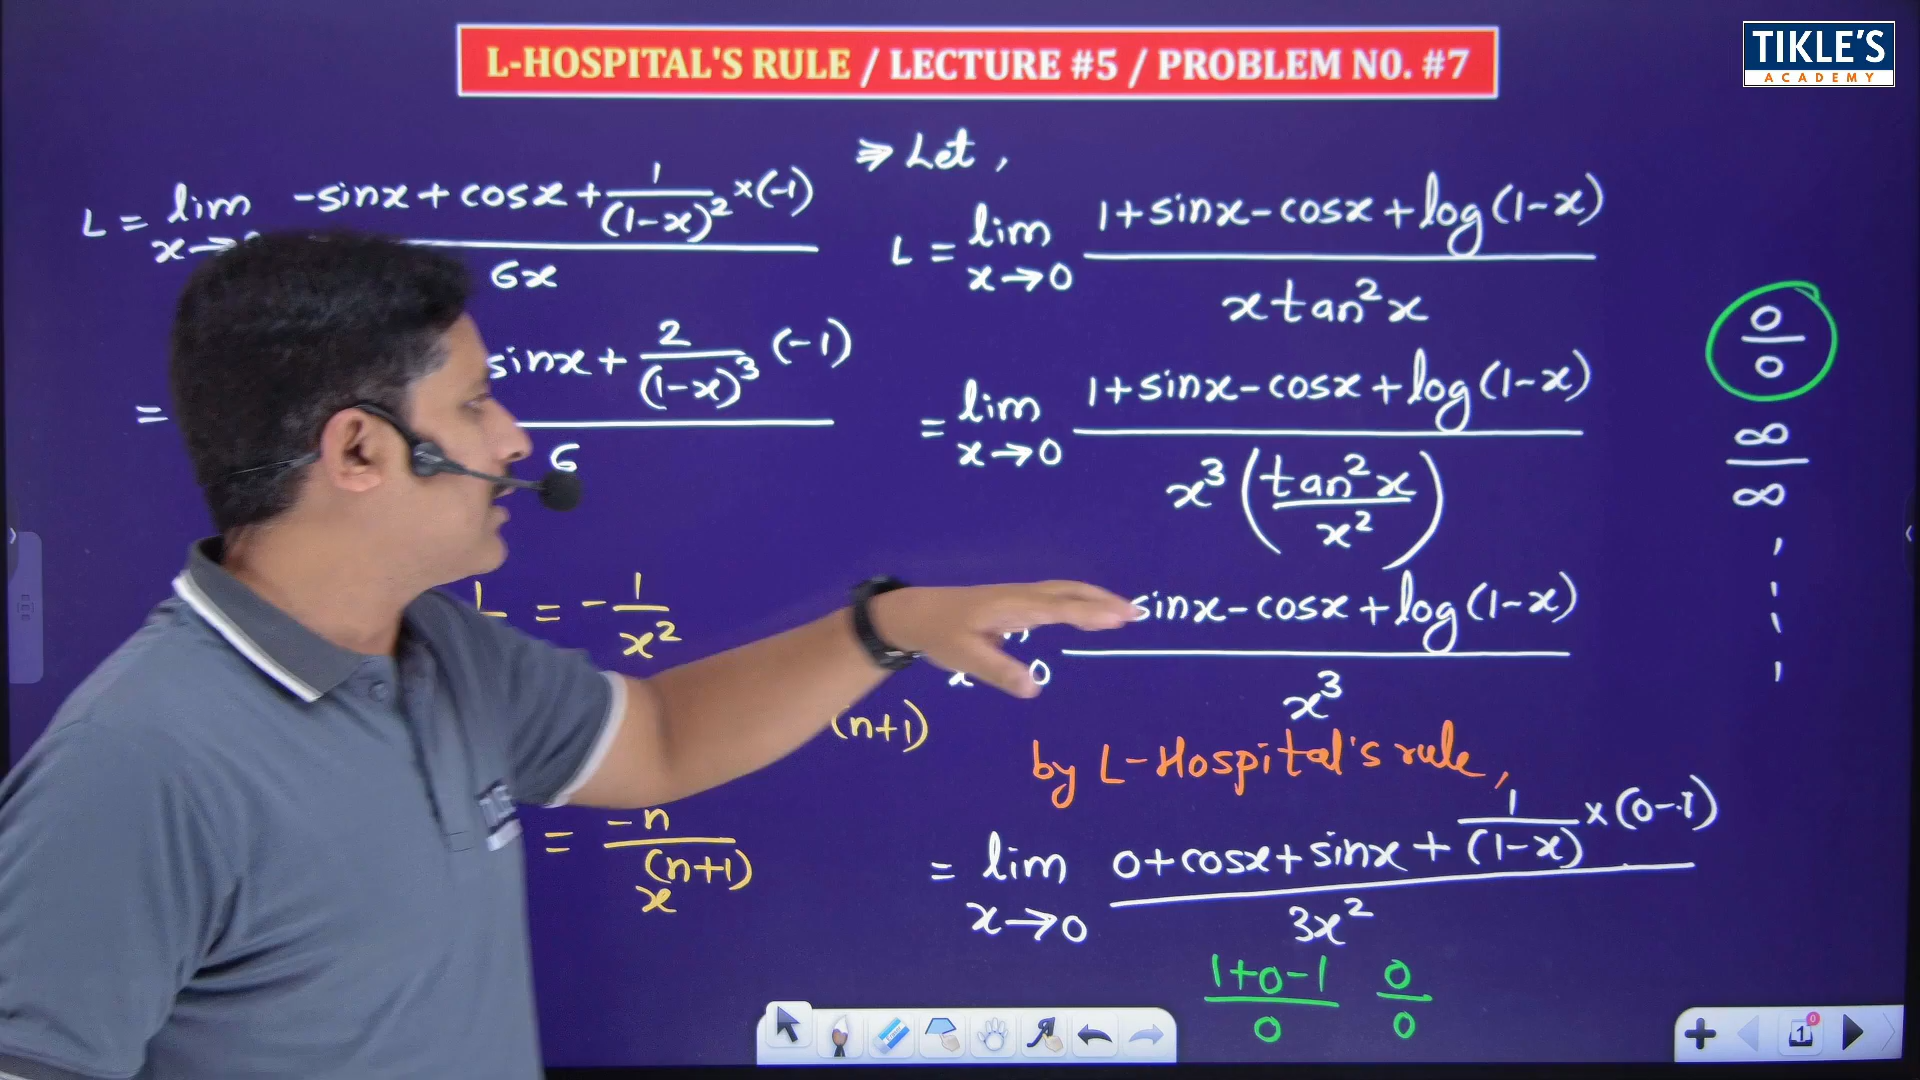 L-HOSPITAL'S RULE / LECTURE #5 / PROBLEM N0. #7
TIKLE'S
ACADEMY
L = lim x→0 (-sinx + cosx + 1/(1-x)² × (-1)) / 6x
= sinx + 2/(1-x)³ (-1) / 6
= -1/x²
(n+1)
= -n/x^(n+1)
⇒ Let,
L = lim x→0 (1+sinx-cosx+log(1-x)) / (x tan²x)
= lim x→0 (1+sinx-cosx+log(1-x)) / (x³ (tan²x/x²))
sinx-cosx+log(1-x) / x³
by L-Hospital's rule,
= lim x→0 (0+cosx+sinx+ 1/(1-x) ×(0-1)) / 3x²
(1+0-1)/0 0/0
0/0
∞/∞